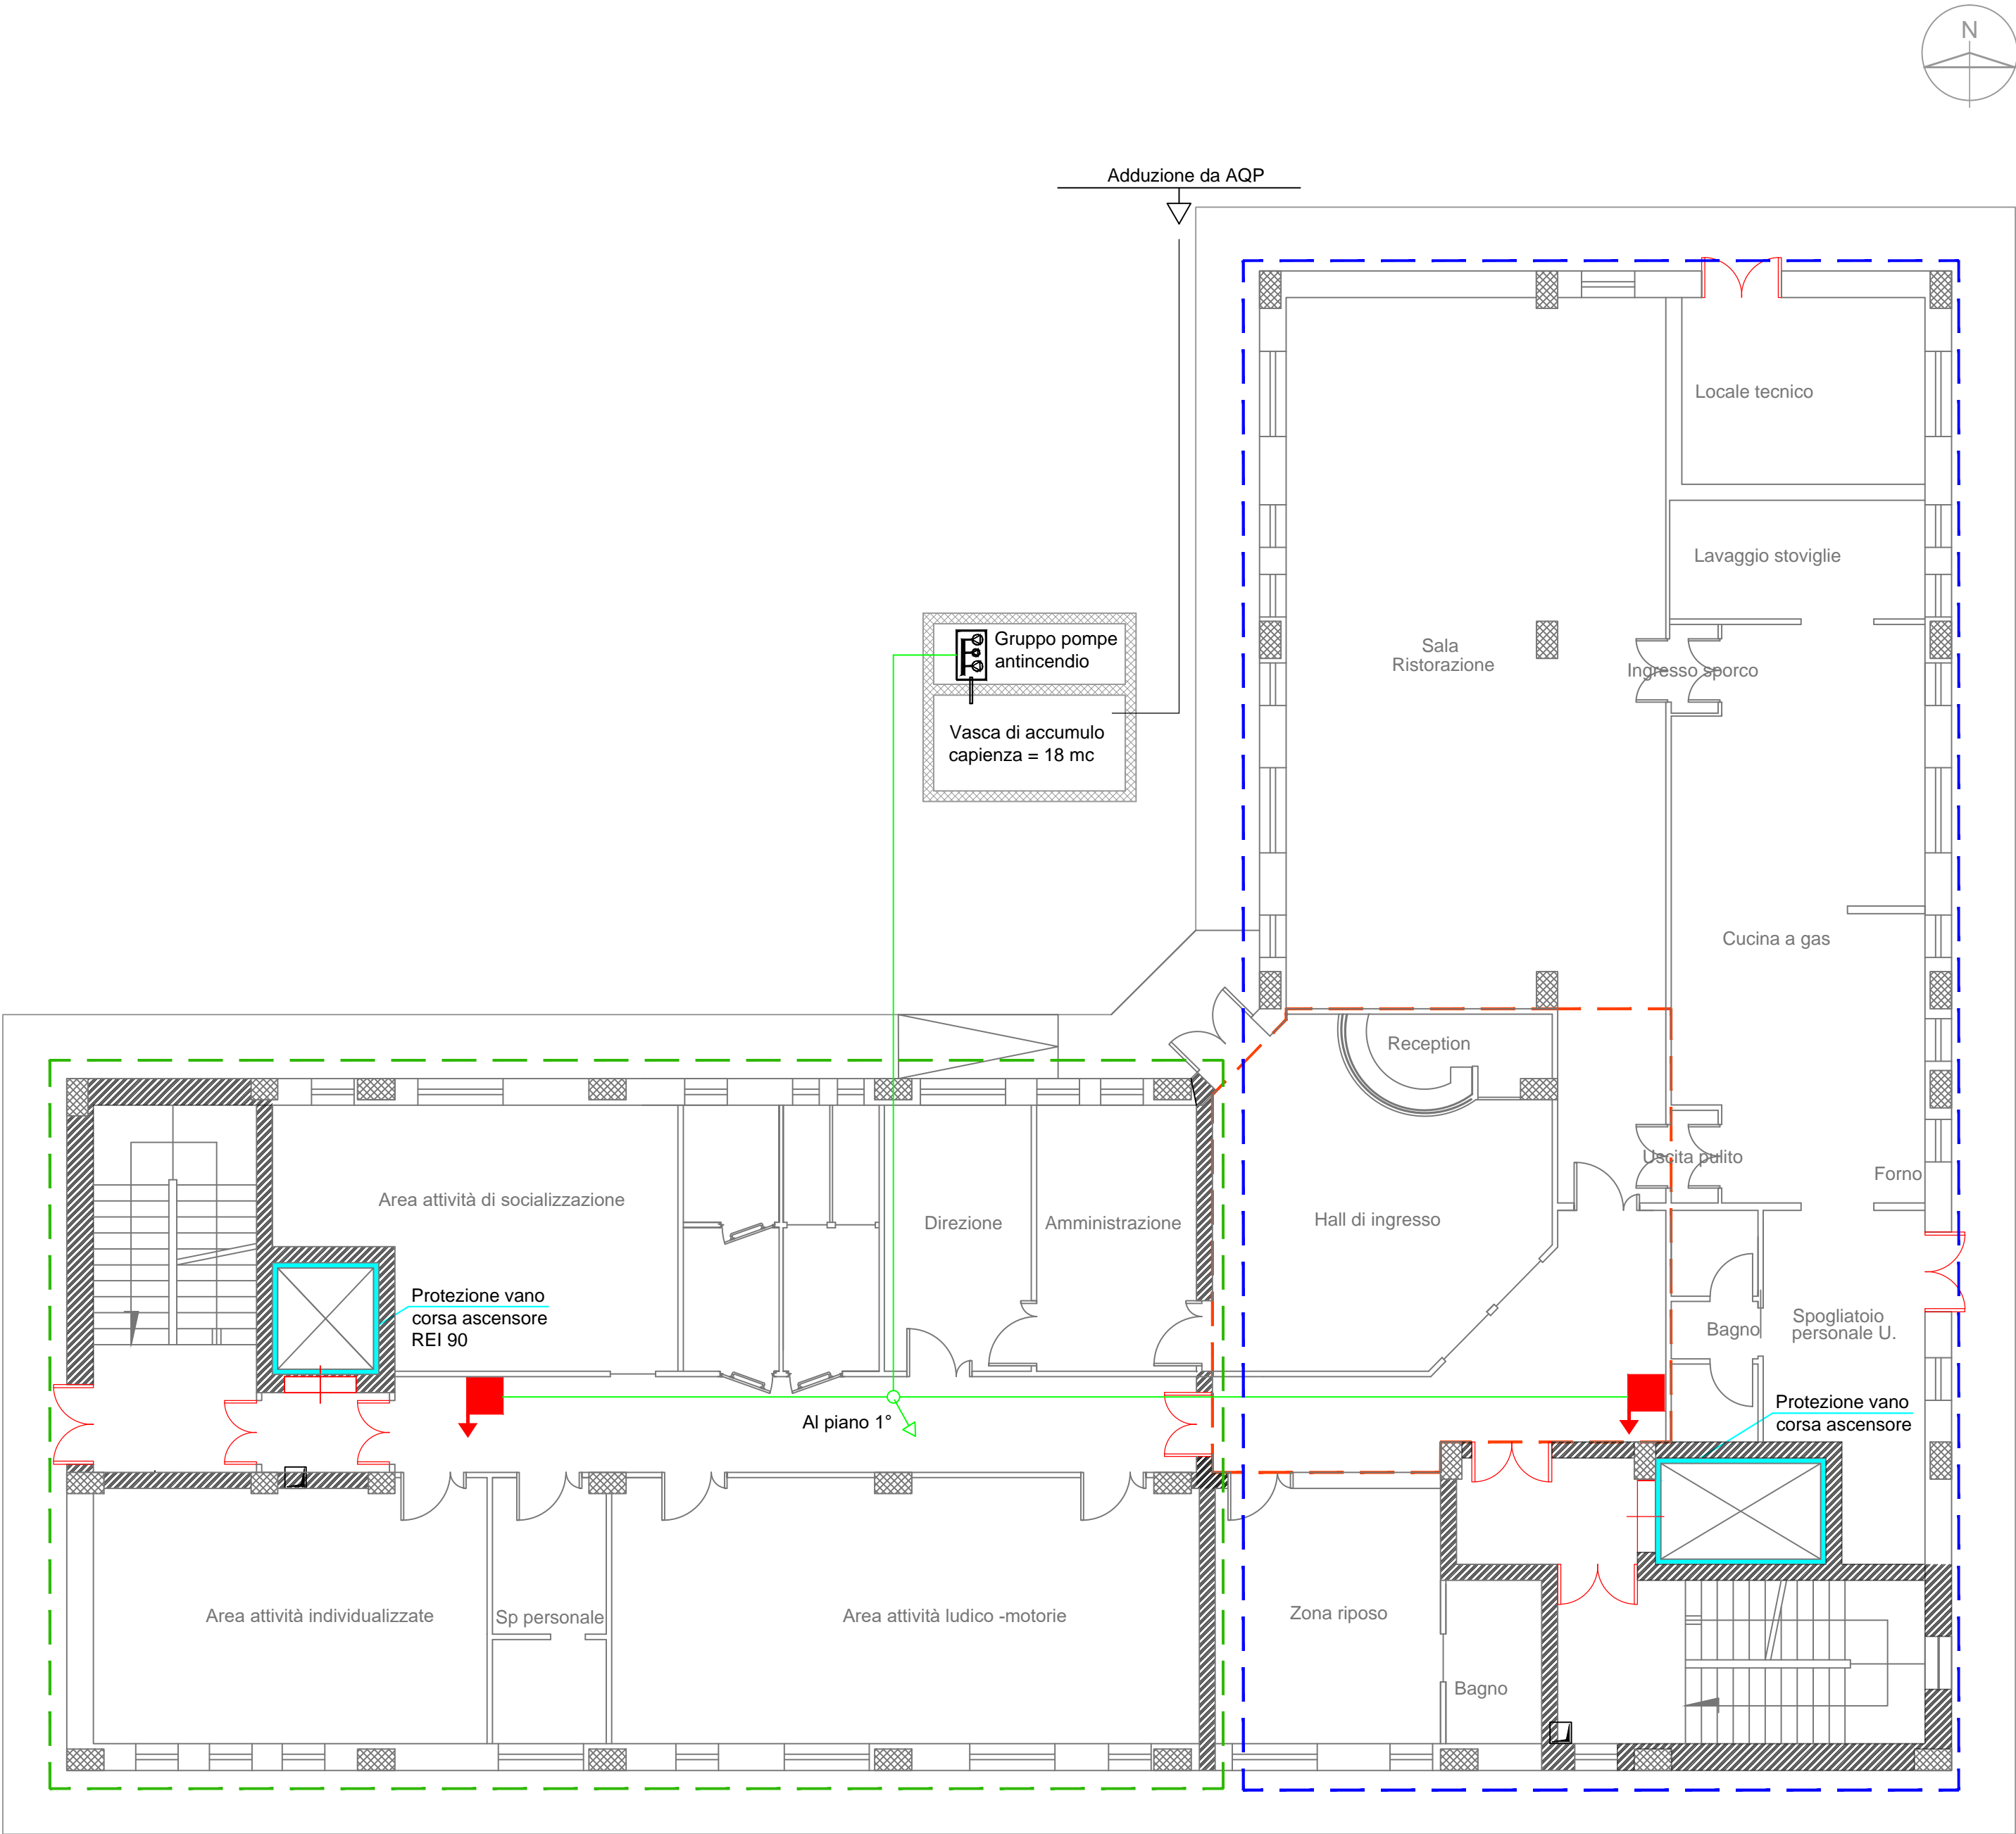 N
Adduzione da AQP
Locale tecnico
Lavaggio stoviglie
Gruppo pompe
antincendio
Sala
Ristorazione
Ingresso sporco
Vasca di accumulo
capienza = 18 mc
Cucina a gas
Reception
Uscita pulito
Forno
Area attività di socializzazione
Direzione
Amministrazione
Hall di ingresso
Protezione vano
corsa ascensore
REI 90
Bagno
Spogliatoio
personale U.
Protezione vano
corsa ascensore
Al piano 1°
Area attività individualizzate
Sp personale
Area attività ludico -motorie
Zona riposo
Bagno